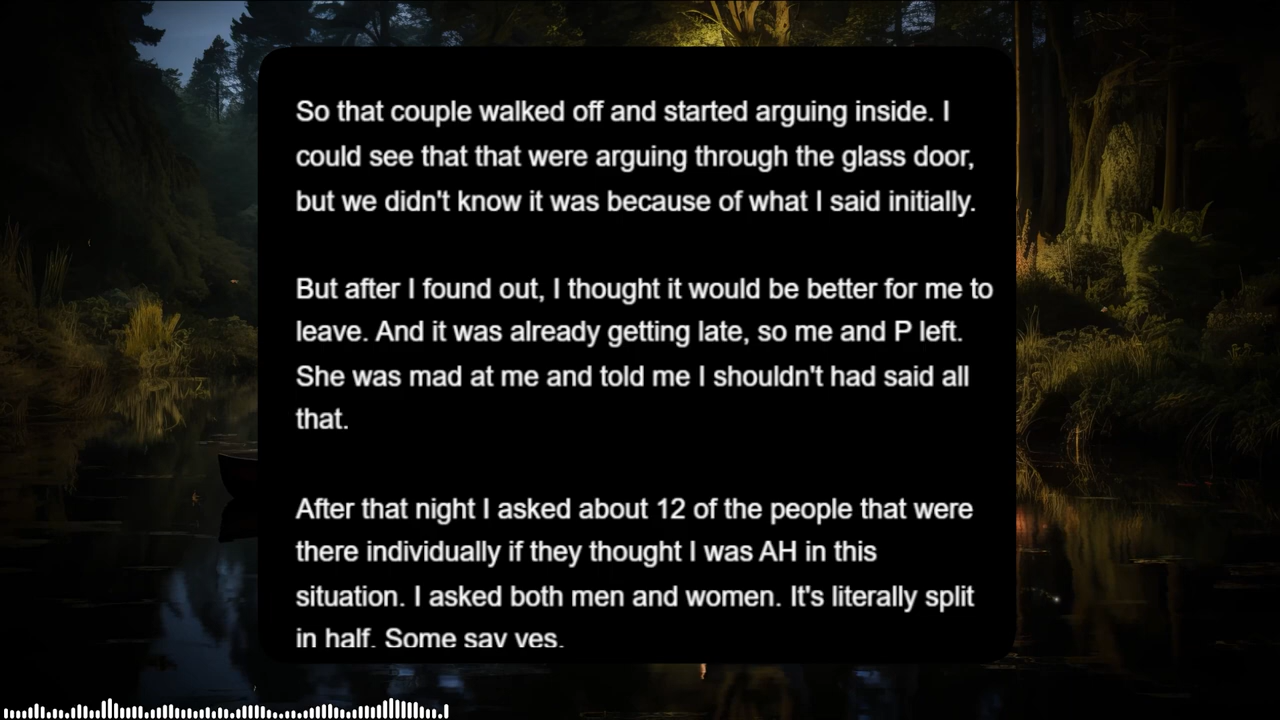 So that couple walked off and started arguing inside. I
could see that that were arguing through the glass door,
but we didn't know it was because of what I said initially.
But after I found out, I thought it would be better for me to
leave. And it was already getting late, so me and P left.
She was mad at me and told me I shouldn't had said all
that.
After that night I asked about 12 of the people that were
there individually if they thought I was AH in this
situation. I asked both men and women. It's literally split
in half. Some say yes.